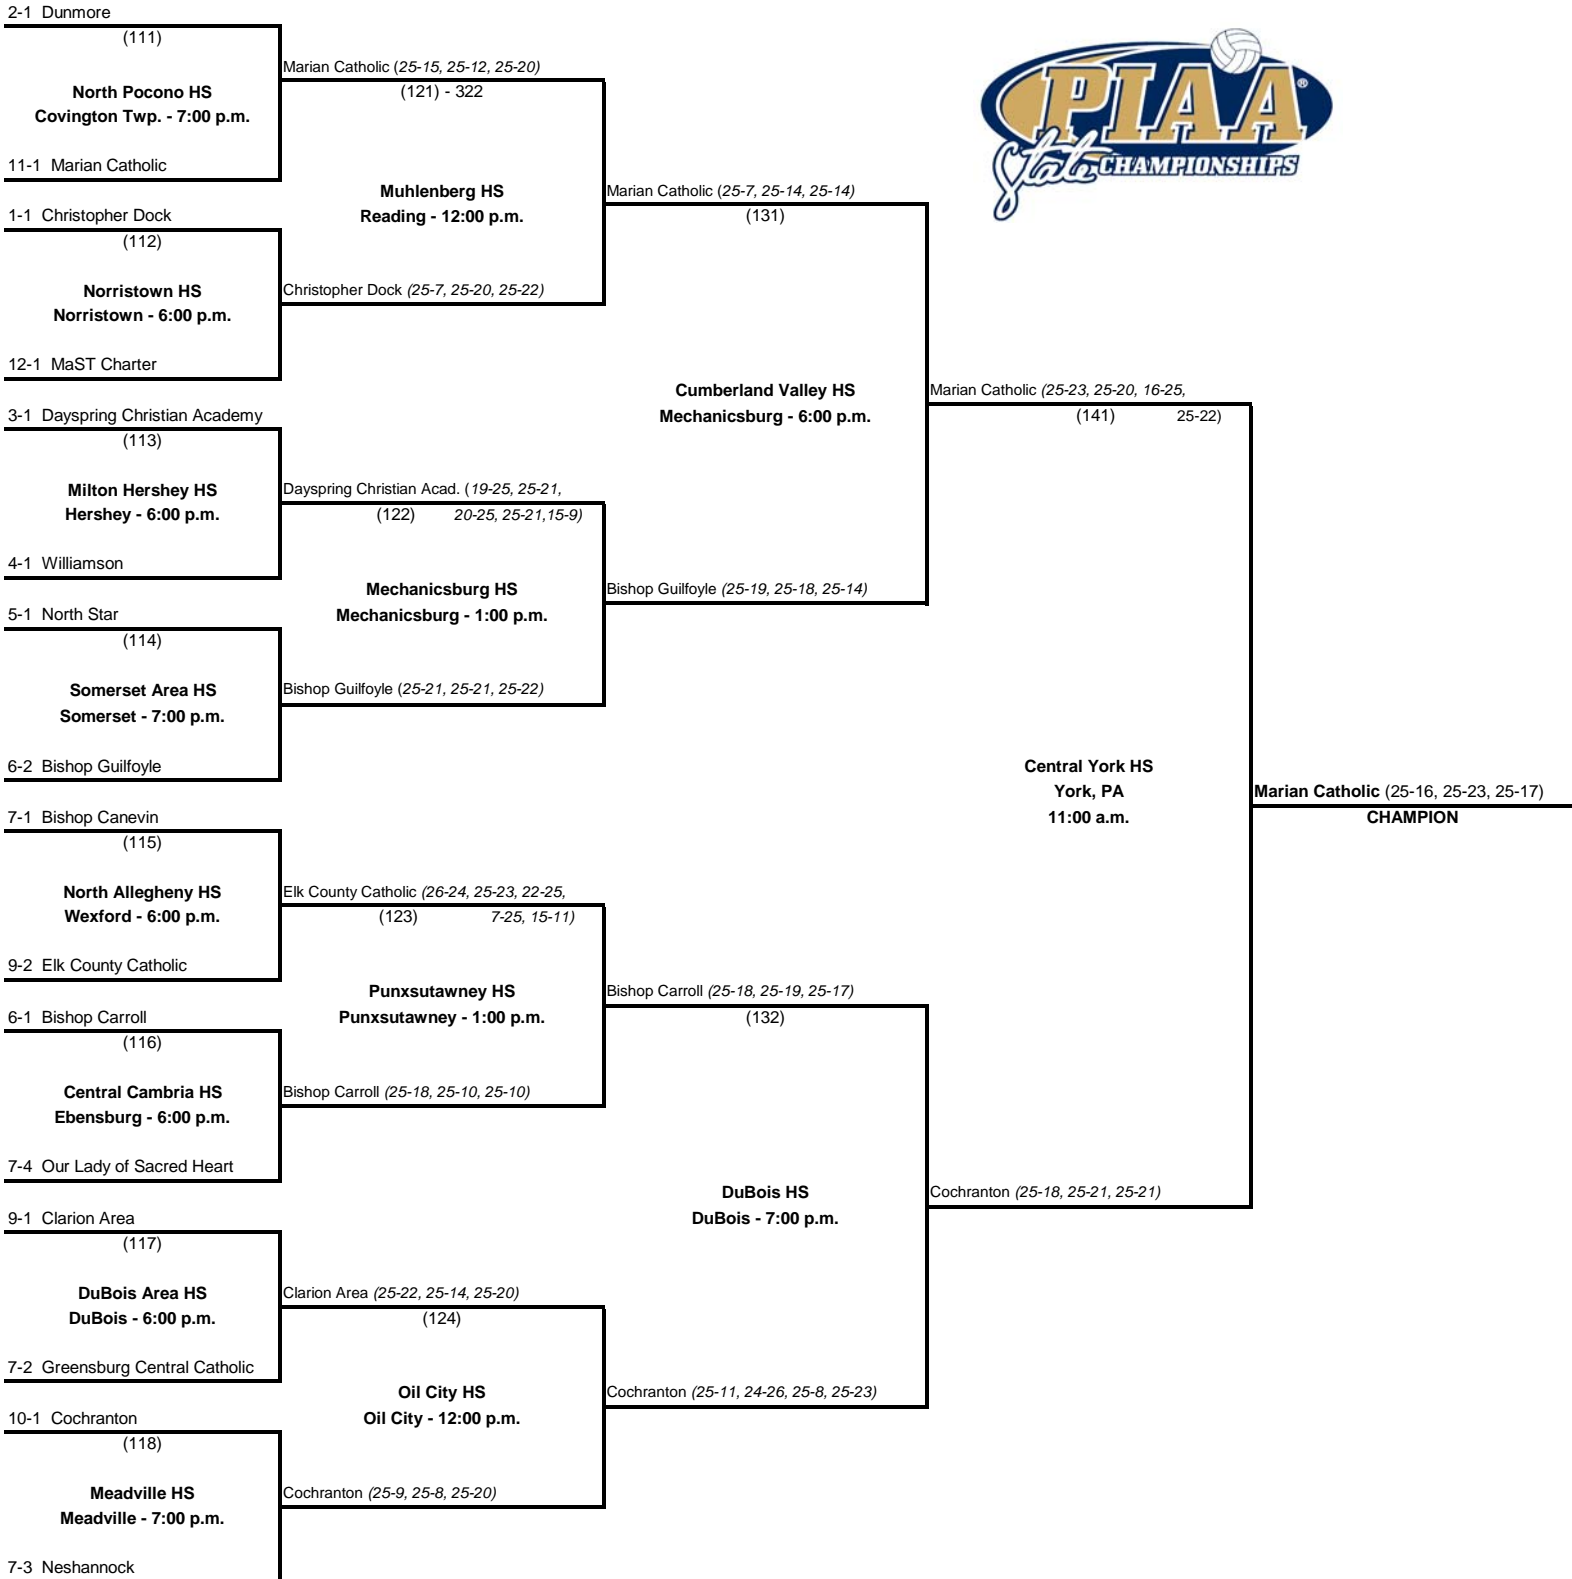 2-1 Dunmore
(111)
North Pocono HS
Covington Twp. - 7:00 p.m.
11-1 Marian Catholic
1-1 Christopher Dock
(112)
Norristown HS
Norristown - 6:00 p.m.
12-1 MaST Charter
3-1 Dayspring Christian Academy
(113)
Milton Hershey HS
Hershey - 6:00 p.m.
4-1 Williamson
5-1 North Star
(114)
Somerset Area HS
Somerset - 7:00 p.m.
6-2 Bishop Guilfoyle
7-1 Bishop Canevin
(115)
North Allegheny HS
Wexford - 6:00 p.m.
9-2 Elk County Catholic
6-1 Bishop Carroll
(116)
Central Cambria HS
Ebensburg - 6:00 p.m.
7-4 Our Lady of Sacred Heart
9-1 Clarion Area
(117)
DuBois Area HS
DuBois - 6:00 p.m.
7-2 Greensburg Central Catholic
10-1 Cochranton
(118)
Meadville HS
Meadville - 7:00 p.m.
7-3 Neshannock
Marian Catholic (25-15, 25-12, 25-20)
(121) - 322
Muhlenberg HS
Reading - 12:00 p.m.
Christopher Dock (25-7, 25-20, 25-22)
Dayspring Christian Acad. (19-25, 25-21,
(122) 20-25, 25-21,15-9)
Mechanicsburg HS
Mechanicsburg - 1:00 p.m.
Bishop Guilfoyle (25-21, 25-21, 25-22)
Elk County Catholic (26-24, 25-23, 22-25,
(123) 7-25, 15-11)
Punxsutawney HS
Punxsutawney - 1:00 p.m.
Bishop Carroll (25-18, 25-10, 25-10)
Clarion Area (25-22, 25-14, 25-20)
(124)
Oil City HS
Oil City - 12:00 p.m.
Cochranton (25-9, 25-8, 25-20)
Marian Catholic (25-7, 25-14, 25-14)
(131)
Cumberland Valley HS
Mechanicsburg - 6:00 p.m.
Bishop Guilfoyle (25-19, 25-18, 25-14)
Bishop Carroll (25-18, 25-19, 25-17)
(132)
DuBois HS
DuBois - 7:00 p.m.
Cochranton (25-11, 24-26, 25-8, 25-23)
PIAA®
State CHAMPIONSHIPS
Marian Catholic (25-23, 25-20, 16-25,
(141) 25-22)
Central York HS
York, PA
11:00 a.m.
Cochranton (25-18, 25-21, 25-21)
Marian Catholic (25-16, 25-23, 25-17)
CHAMPION